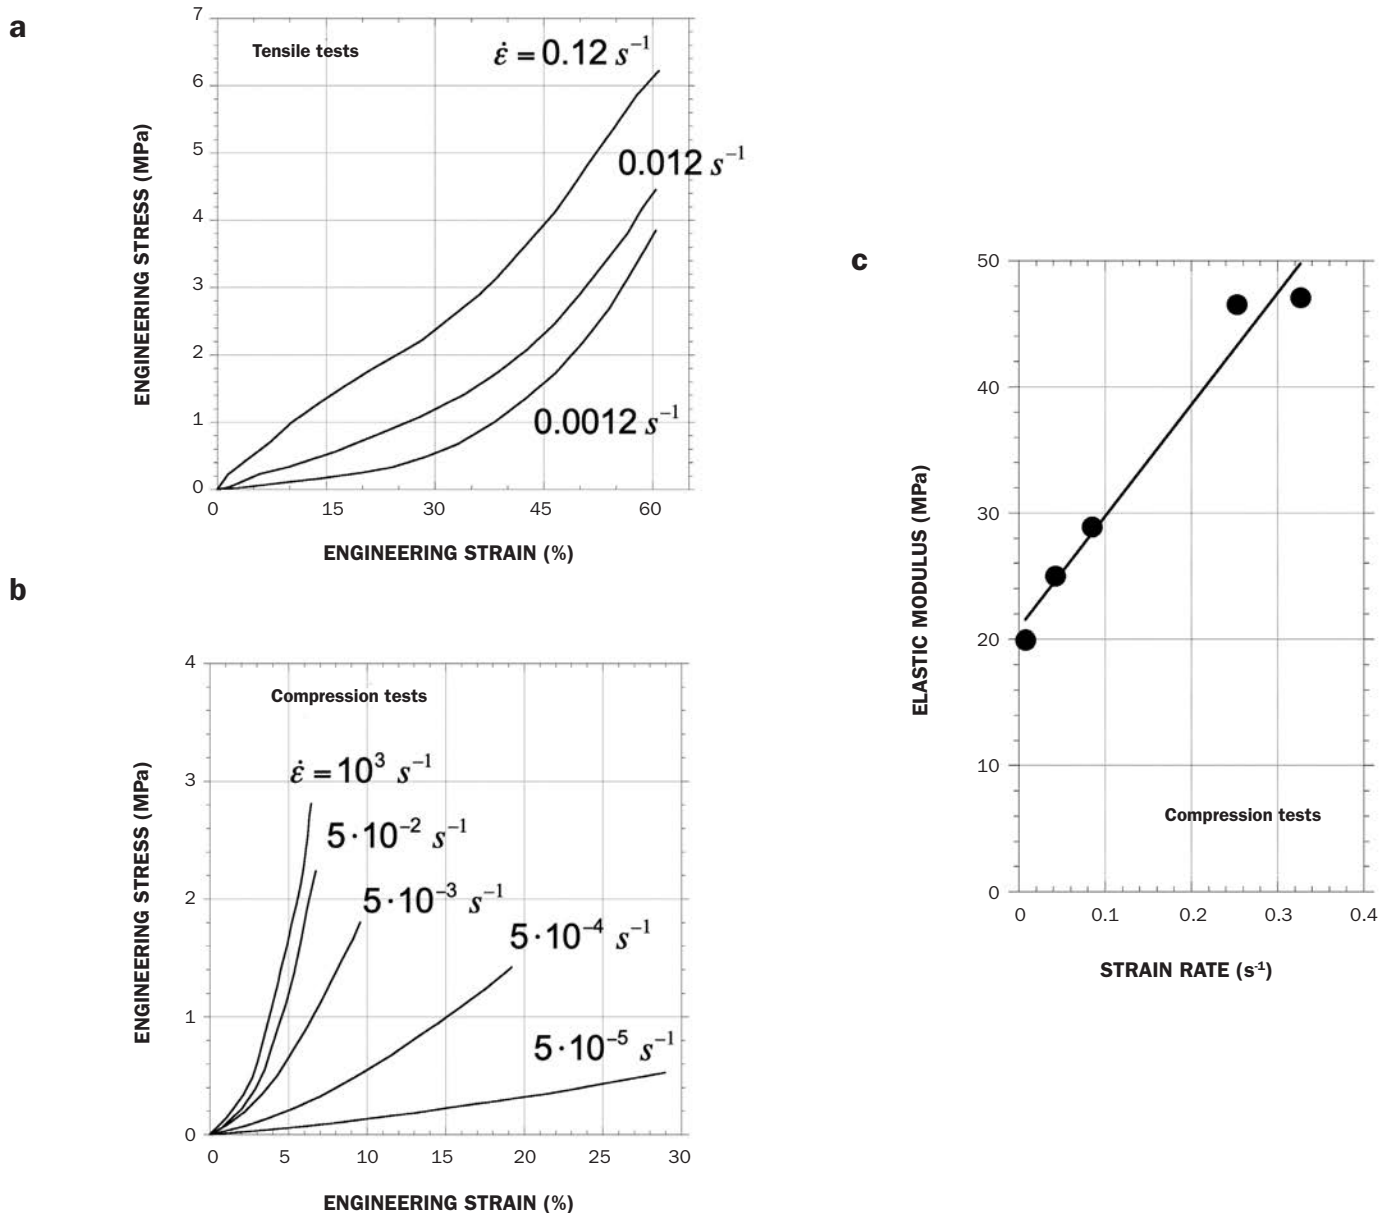 a
Tensile tests
ε̇ = 0.12 s⁻¹
0.012 s⁻¹
0.0012 s⁻¹
7
6
5
4
3
2
1
0
0 15 30 45 60
ENGINEERING STRESS (MPa)
ENGINEERING STRAIN (%)
b
Compression tests
ε̇ = 10³ s⁻¹
5·10⁻² s⁻¹
5·10⁻³ s⁻¹
5·10⁻⁴ s⁻¹
5·10⁻⁵ s⁻¹
4
3
2
1
0
0 5 10 15 20 25 30
ENGINEERING STRESS (MPa)
ENGINEERING STRAIN (%)
c
50
40
30
20
10
0
0 0.1 0.2 0.3 0.4
ELASTIC MODULUS (MPa)
Compression tests
STRAIN RATE (s⁻¹)